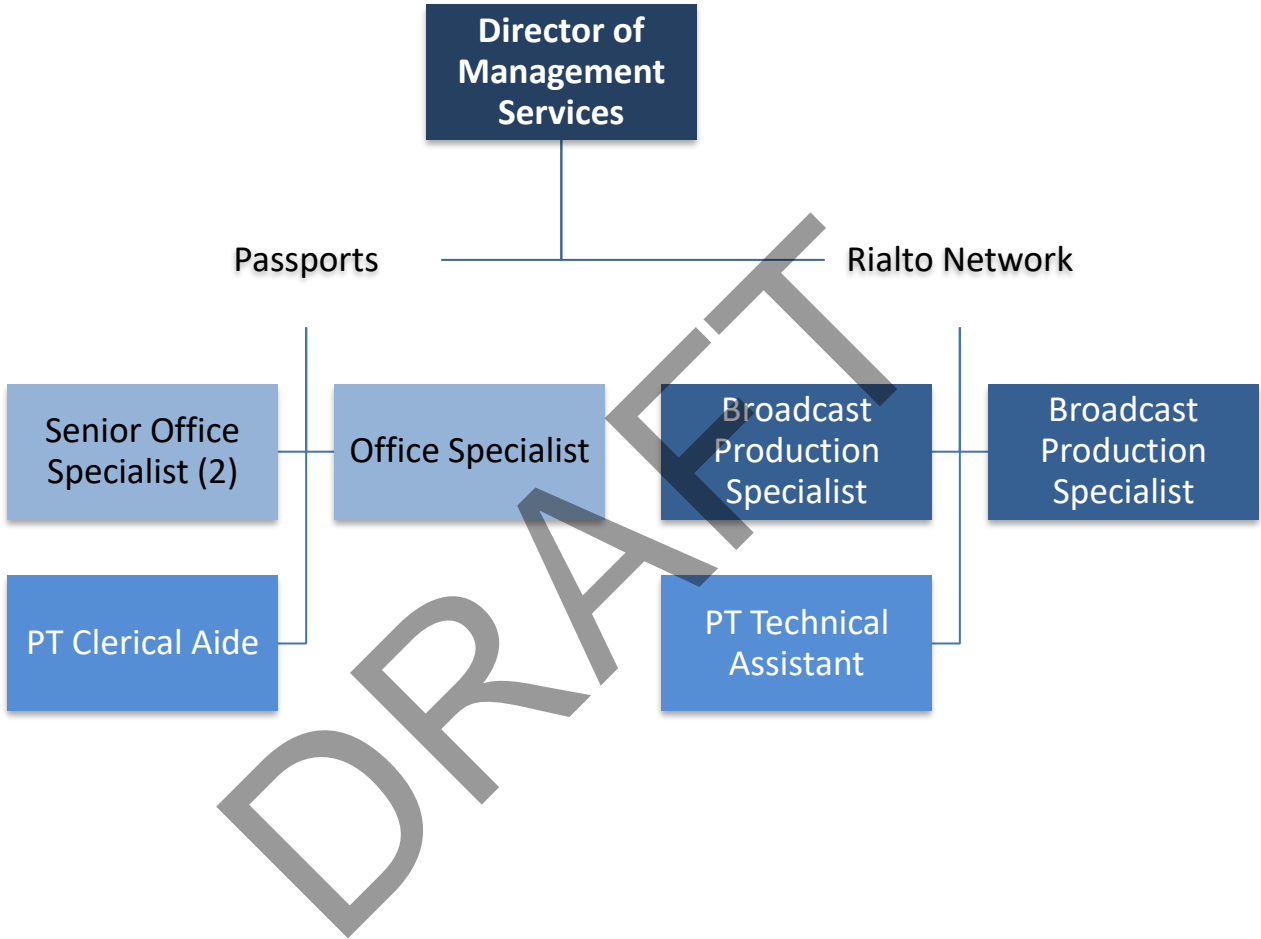 Director of
Management
Services
Passports
Rialto Network
Senior Office
Specialist (2)
Office Specialist
Broadcast
Production
Specialist
Broadcast
Production
Specialist
PT Clerical Aide
PT Technical
Assistant
DRAFT